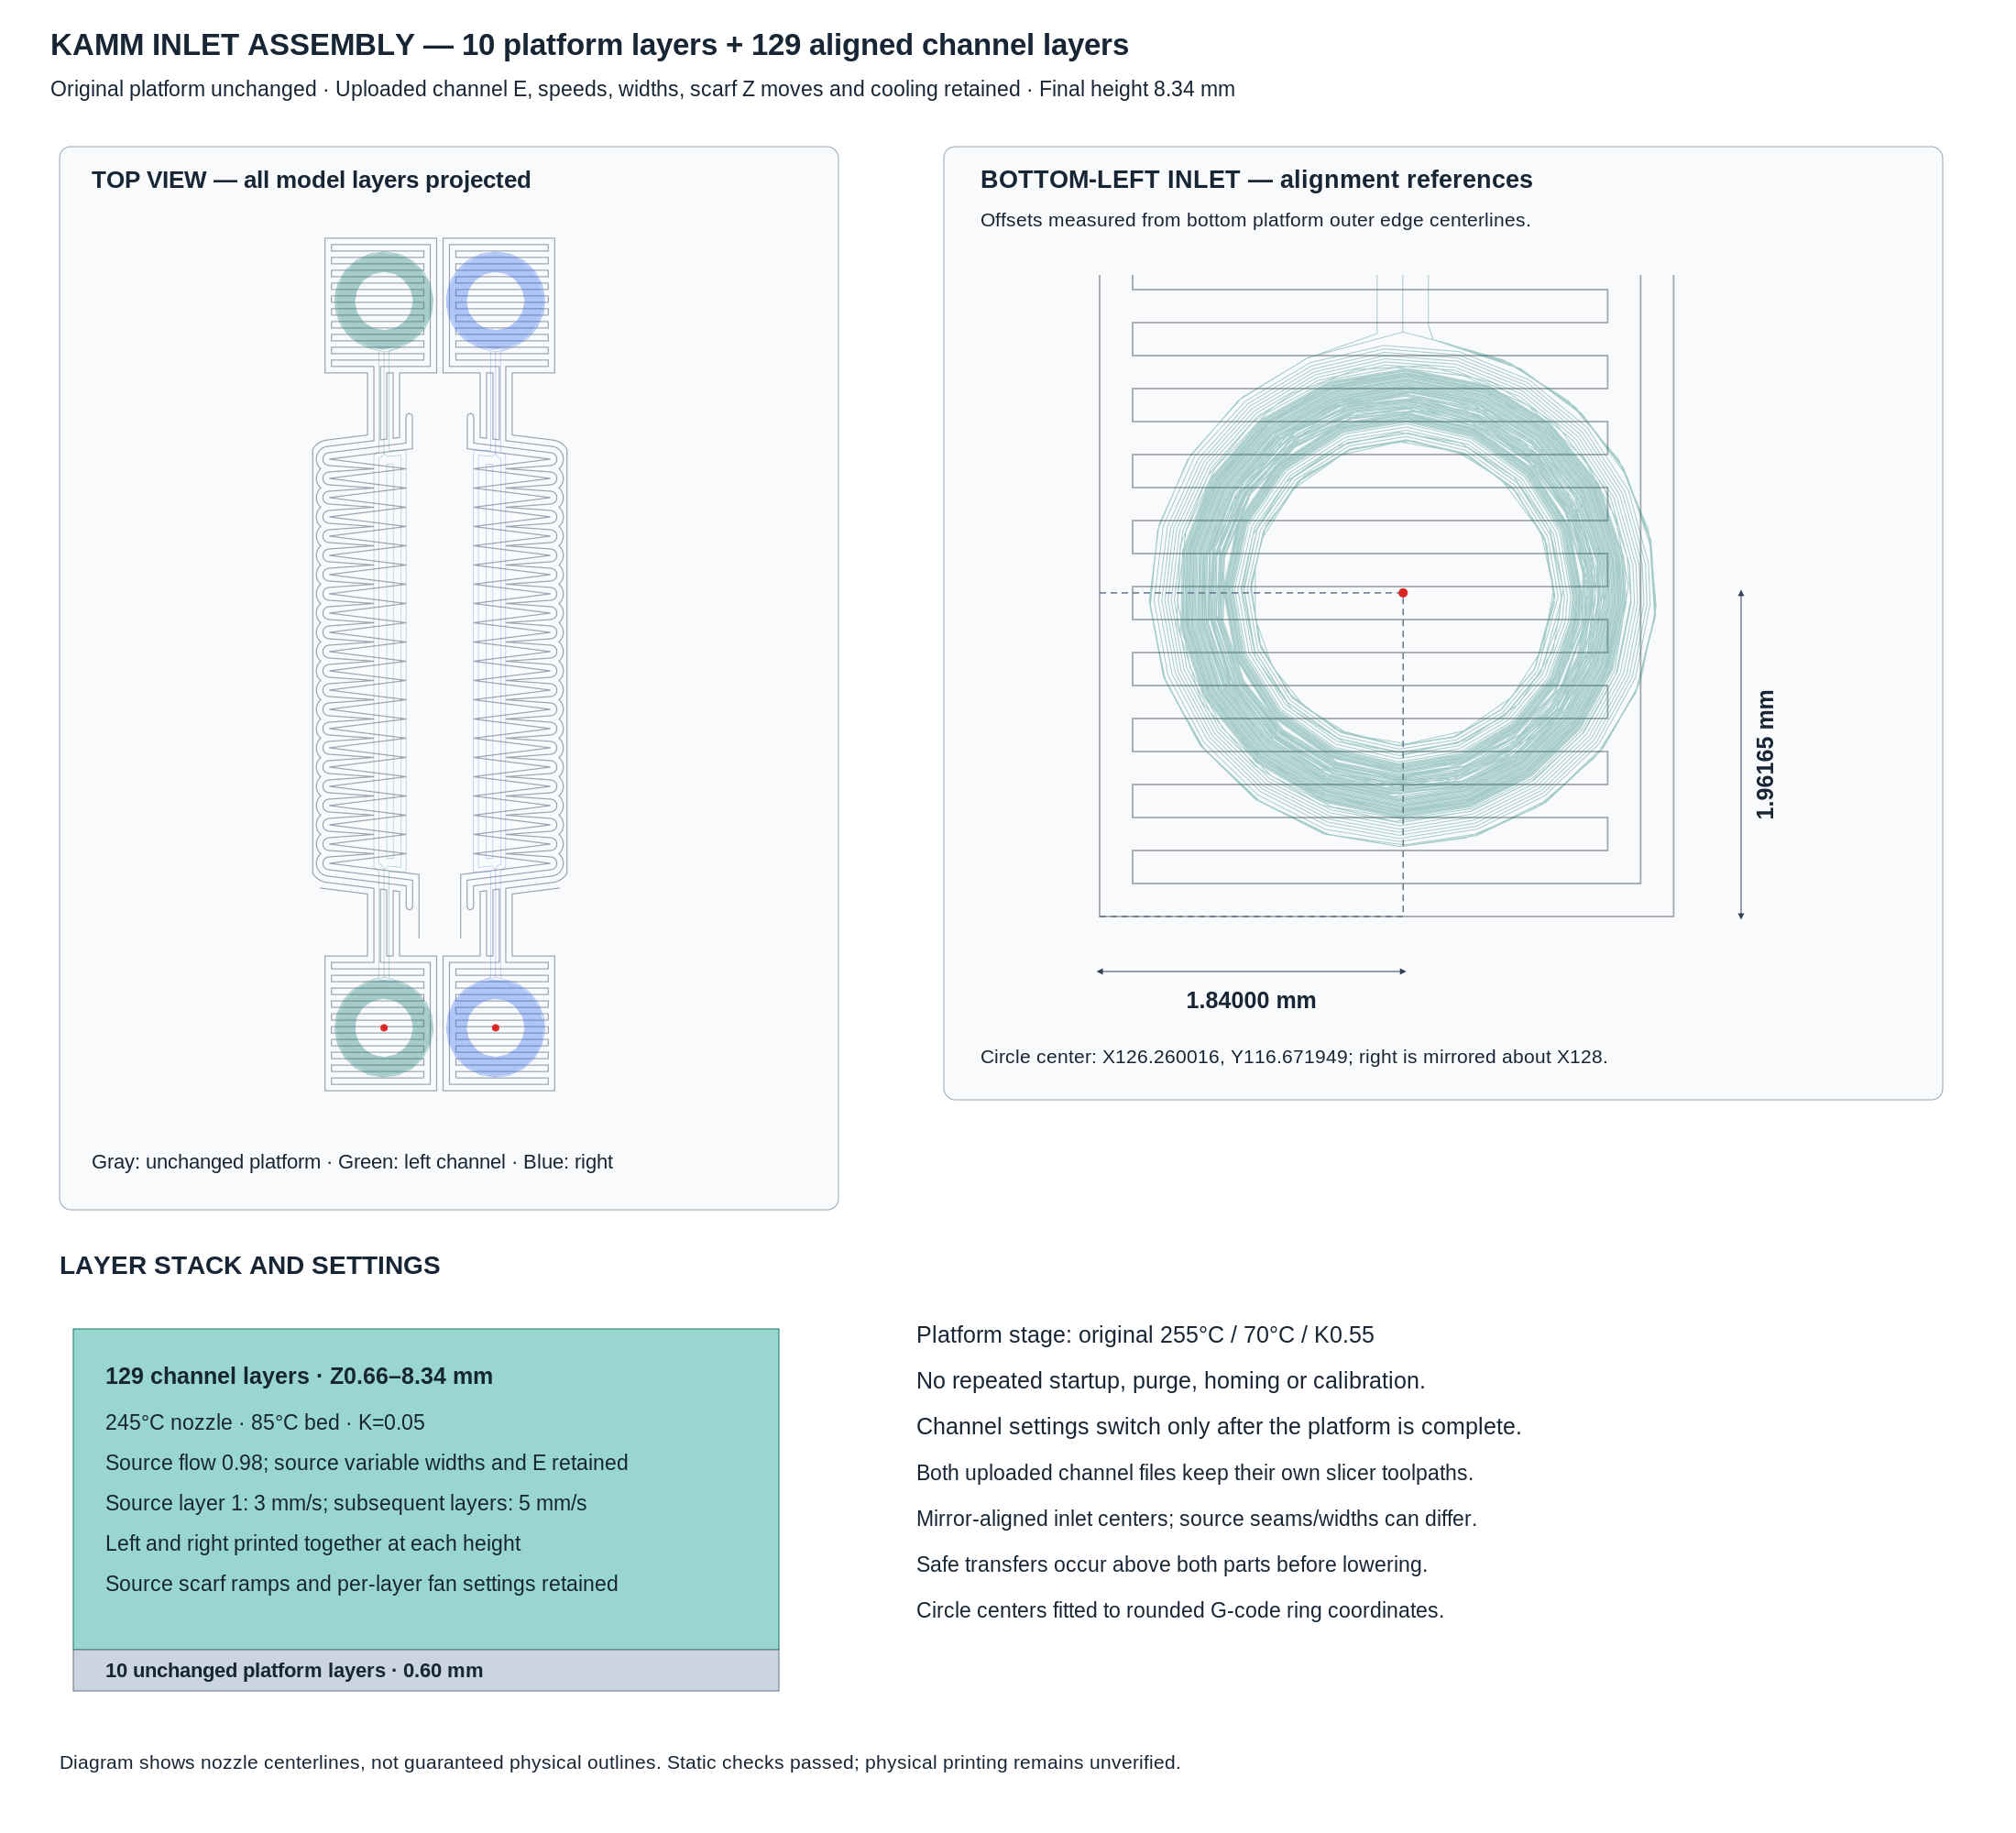 KAMM INLET ASSEMBLY — 10 platform layers + 129 aligned channel layers
Original platform unchanged · Uploaded channel E, speeds, widths, scarf Z moves and cooling retained · Final height 8.34 mm
TOP VIEW — all model layers projected
Gray: unchanged platform · Green: left channel · Blue: right
BOTTOM-LEFT INLET — alignment references
Offsets measured from bottom platform outer edge centerlines.
1.96165 mm
1.84000 mm
Circle center: X126.260016, Y116.671949; right is mirrored about X128.
LAYER STACK AND SETTINGS
129 channel layers · Z0.66–8.34 mm
245°C nozzle · 85°C bed · K=0.05
Source flow 0.98; source variable widths and E retained
Source layer 1: 3 mm/s; subsequent layers: 5 mm/s
Left and right printed together at each height
Source scarf ramps and per-layer fan settings retained
10 unchanged platform layers · 0.60 mm
Platform stage: original 255°C / 70°C / K0.55
No repeated startup, purge, homing or calibration.
Channel settings switch only after the platform is complete.
Both uploaded channel files keep their own slicer toolpaths.
Mirror-aligned inlet centers; source seams/widths can differ.
Safe transfers occur above both parts before lowering.
Circle centers fitted to rounded G-code ring coordinates.
Diagram shows nozzle centerlines, not guaranteed physical outlines. Static checks passed; physical printing remains unverified.